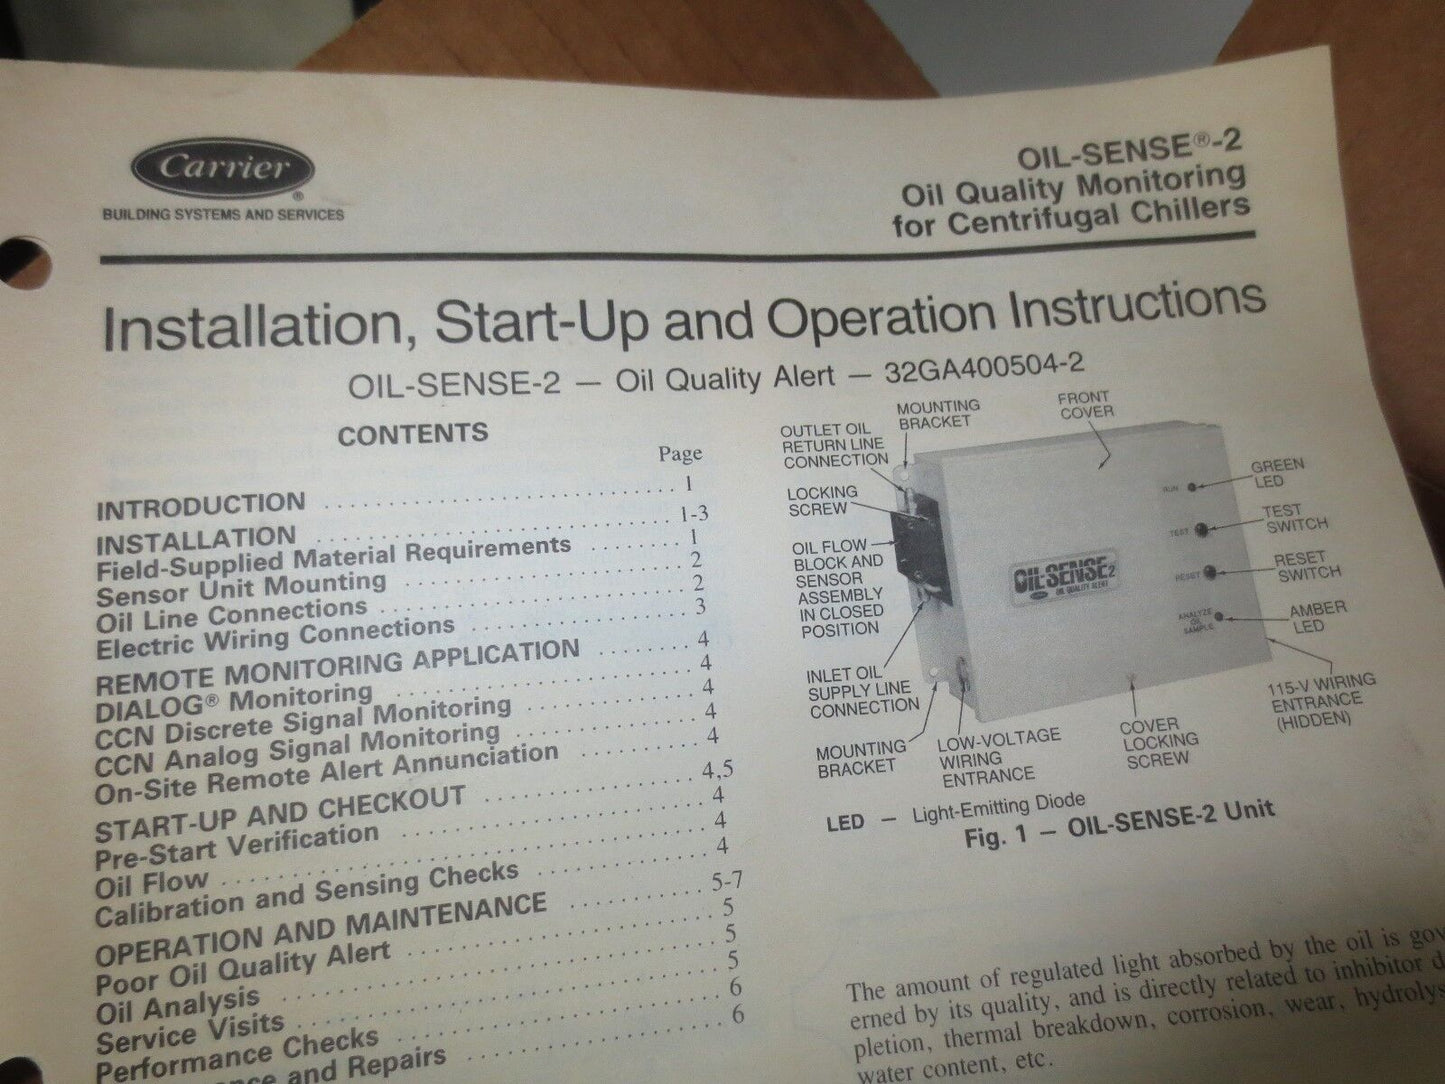 Carrier
®
BUILDING SYSTEMS AND SERVICES
OIL-SENSE®-2
Oil Quality Monitoring
for Centrifugal Chillers
Installation, Start-Up and Operation Instructions
OIL-SENSE-2 — Oil Quality Alert — 32GA400504-2
CONTENTS
Page
INTRODUCTION . . . . . . . . . . . . . . . . . . . . . . . . . . . . . . 1
INSTALLATION . . . . . . . . . . . . . . . . . . . . . . . . . . . . . . 1-3
Field-Supplied Material Requirements . . . . . . . . 1
Sensor Unit Mounting . . . . . . . . . . . . . . . . . . . . . . . 2
Oil Line Connections . . . . . . . . . . . . . . . . . . . . . . . . 2
Electric Wiring Connections . . . . . . . . . . . . . . . . . 3
REMOTE MONITORING APPLICATION . . . . . . . . 4
DIALOG® Monitoring . . . . . . . . . . . . . . . . . . . . . . . 4
CCN Discrete Signal Monitoring . . . . . . . . . . . . . 4
CCN Analog Signal Monitoring . . . . . . . . . . . . . . 4
On-Site Remote Alert Annunciation . . . . . . . . . . 4
START-UP AND CHECKOUT . . . . . . . . . . . . . . . . . 4,5
Pre-Start Verification . . . . . . . . . . . . . . . . . . . . . . . 4
Oil Flow . . . . . . . . . . . . . . . . . . . . . . . . . . . . . . . . . . . 4
Calibration and Sensing Checks . . . . . . . . . . . . . 4
OPERATION AND MAINTENANCE . . . . . . . . . . . 5-7
Poor Oil Quality Alert . . . . . . . . . . . . . . . . . . . . . . 5
Oil Analysis . . . . . . . . . . . . . . . . . . . . . . . . . . . . . . . 5
Service Visits . . . . . . . . . . . . . . . . . . . . . . . . . . . . . . 5
Performance Checks . . . . . . . . . . . . . . . . . . . . . . . 6
and Repairs . . . . . . . . . . . . . . . . . . . 6
MOUNTING
BRACKET
FRONT
COVER
OUTLET OIL
RETURN LINE
CONNECTION
LOCKING
SCREW
OIL FLOW
BLOCK AND
SENSOR
ASSEMBLY
IN CLOSED
POSITION
INLET OIL
SUPPLY LINE
CONNECTION
MOUNTING
BRACKET
LOW-VOLTAGE
WIRING
ENTRANCE
COVER
LOCKING
SCREW
GREEN
LED
TEST
SWITCH
RESET
SWITCH
AMBER
LED
115-V WIRING
ENTRANCE
(HIDDEN)
RUN
TEST
RESET
ANALYZE
OIL
SAMPLE
OIL-SENSE2
OIL QUALITY ALERT
LED — Light-Emitting Diode
Fig. 1 — OIL-SENSE-2 Unit
The amount of regulated light absorbed by the oil is gov
erned by its quality, and is directly related to inhibitor d
pletion, thermal breakdown, corrosion, wear, hydrolys
water content, etc.